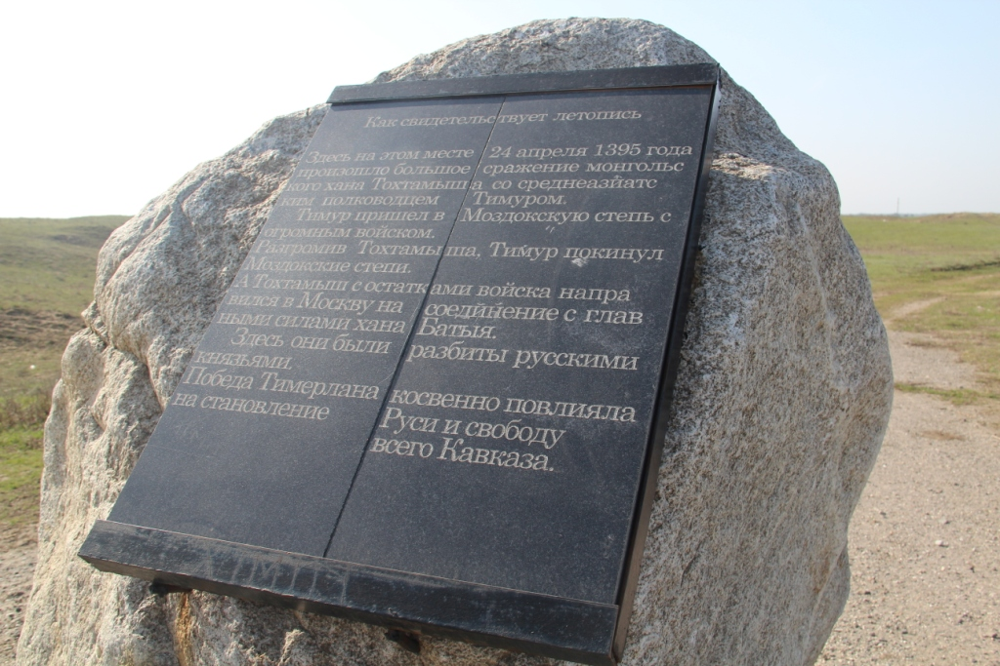 Как свидетельствует летопись
Здесь на этом месте 24 апреля 1395 года
произошло большое сражение монгольс
кого хана Тохтамыша со среднеазиатс
ким полководцем Тимуром.
Тимур пришел в Моздокскую степь с
огромным войском.
Разгромив Тохтамыша, Тимур покинул
Моздокские степи.
А Тохтамыш с остатками войска напра
вился в Москву на соединение с глав
ными силами хана Батыя.
Здесь они были разбиты русскими
князьями.
Победа Тимерлана косвенно повлияла
на становление Руси и свободу
всего Кавказа.